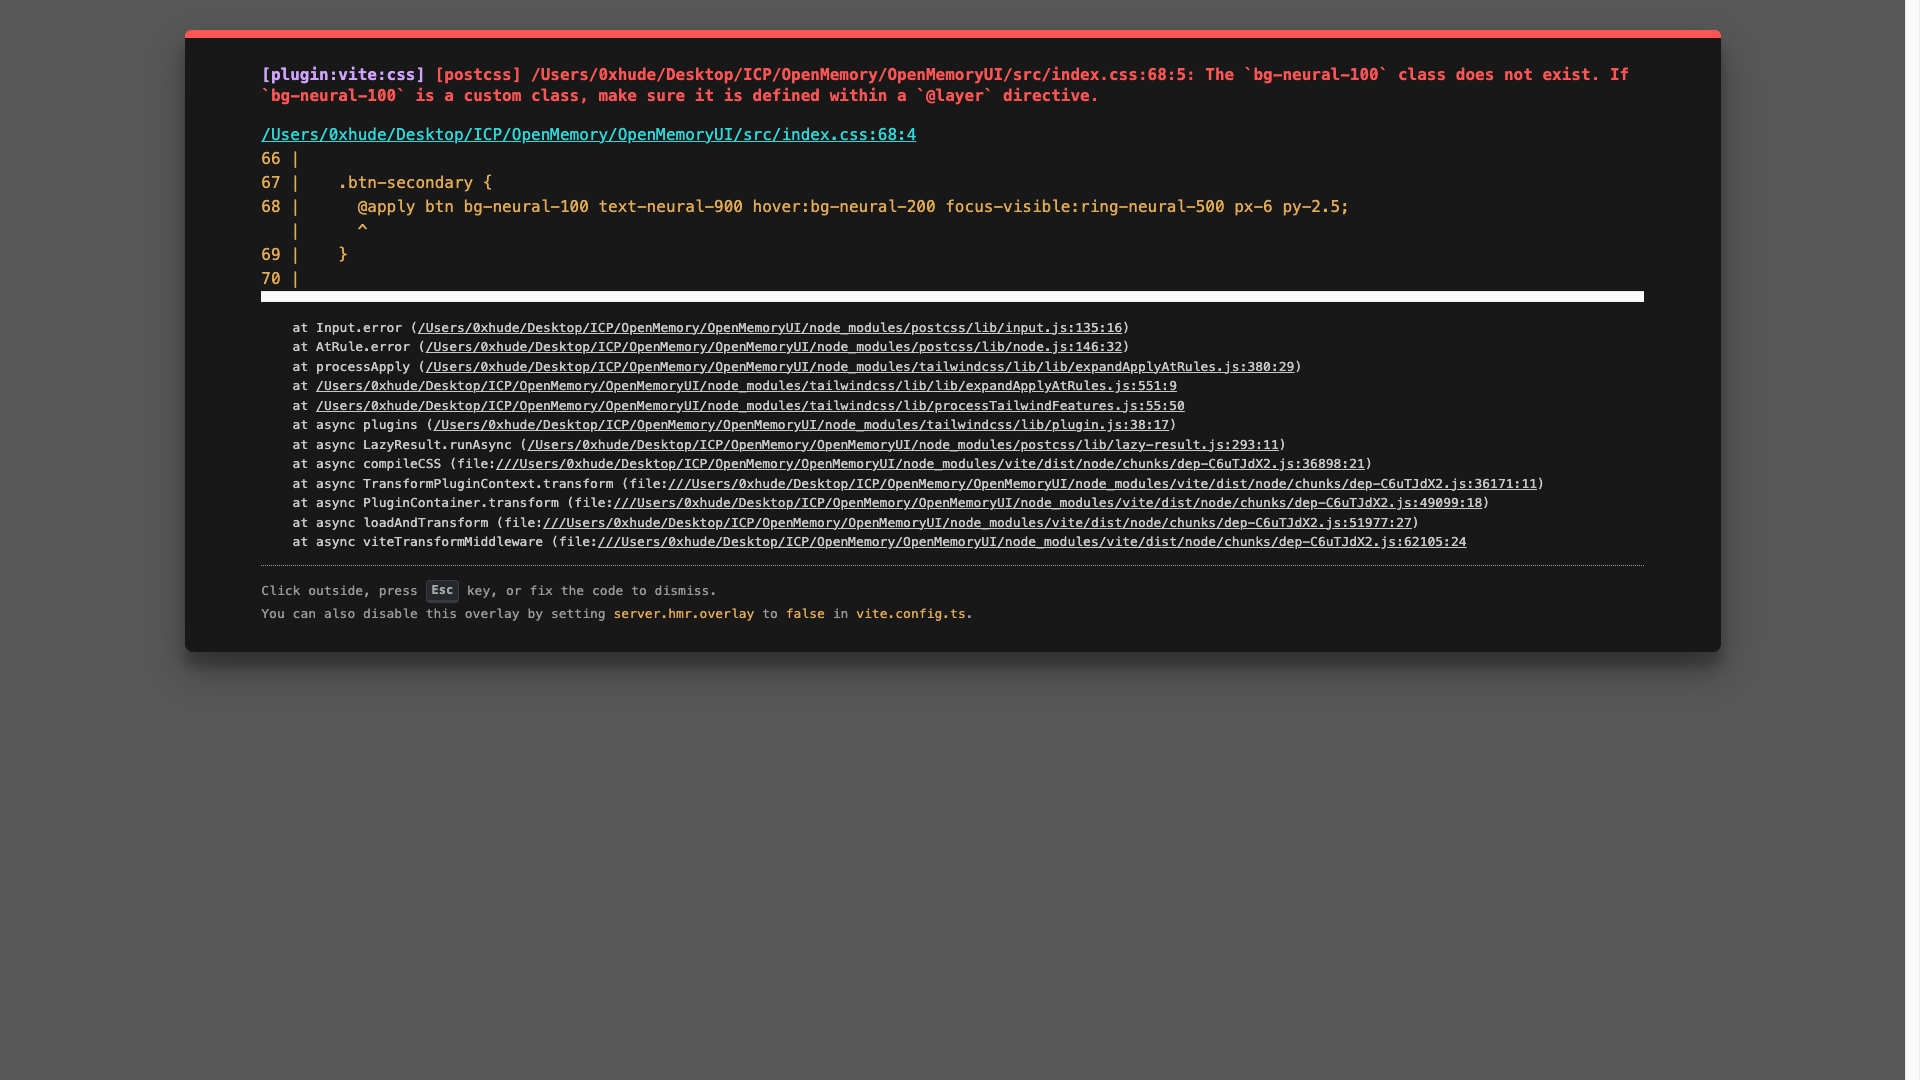 [plugin:vite:css] [postcss] /Users/0xhude/Desktop/ICP/OpenMemory/OpenMemoryUI/src/index.css:68:5: The `bg-neural-100` class does not exist. If
`bg-neural-100` is a custom class, make sure it is defined within a `@layer` directive.
/Users/0xhude/Desktop/ICP/OpenMemory/OpenMemoryUI/src/index.css:68:4
66 |
67 |    .btn-secondary {
68 |      @apply btn bg-neural-100 text-neural-900 hover:bg-neural-200 focus-visible:ring-neural-500 px-6 py-2.5;
   |      ^
69 |    }
70 |
at Input.error (/Users/0xhude/Desktop/ICP/OpenMemory/OpenMemoryUI/node_modules/postcss/lib/input.js:135:16)
at AtRule.error (/Users/0xhude/Desktop/ICP/OpenMemory/OpenMemoryUI/node_modules/postcss/lib/node.js:146:32)
at processApply (/Users/0xhude/Desktop/ICP/OpenMemory/OpenMemoryUI/node_modules/tailwindcss/lib/lib/expandApplyAtRules.js:380:29)
at /Users/0xhude/Desktop/ICP/OpenMemory/OpenMemoryUI/node_modules/tailwindcss/lib/lib/expandApplyAtRules.js:551:9
at /Users/0xhude/Desktop/ICP/OpenMemory/OpenMemoryUI/node_modules/tailwindcss/lib/processTailwindFeatures.js:55:50
at async plugins (/Users/0xhude/Desktop/ICP/OpenMemory/OpenMemoryUI/node_modules/tailwindcss/lib/plugin.js:38:17)
at async LazyResult.runAsync (/Users/0xhude/Desktop/ICP/OpenMemory/OpenMemoryUI/node_modules/postcss/lib/lazy-result.js:293:11)
at async compileCSS (file:///Users/0xhude/Desktop/ICP/OpenMemory/OpenMemoryUI/node_modules/vite/dist/node/chunks/dep-C6uTJdX2.js:36898:21)
at async TransformPluginContext.transform (file:///Users/0xhude/Desktop/ICP/OpenMemory/OpenMemoryUI/node_modules/vite/dist/node/chunks/dep-C6uTJdX2.js:36171:11)
at async PluginContainer.transform (file:///Users/0xhude/Desktop/ICP/OpenMemory/OpenMemoryUI/node_modules/vite/dist/node/chunks/dep-C6uTJdX2.js:49099:18)
at async loadAndTransform (file:///Users/0xhude/Desktop/ICP/OpenMemory/OpenMemoryUI/node_modules/vite/dist/node/chunks/dep-C6uTJdX2.js:51977:27)
at async viteTransformMiddleware (file:///Users/0xhude/Desktop/ICP/OpenMemory/OpenMemoryUI/node_modules/vite/dist/node/chunks/dep-C6uTJdX2.js:62105:24
Click outside, press Esc key, or fix the code to dismiss.
You can also disable this overlay by setting server.hmr.overlay to false in vite.config.ts.